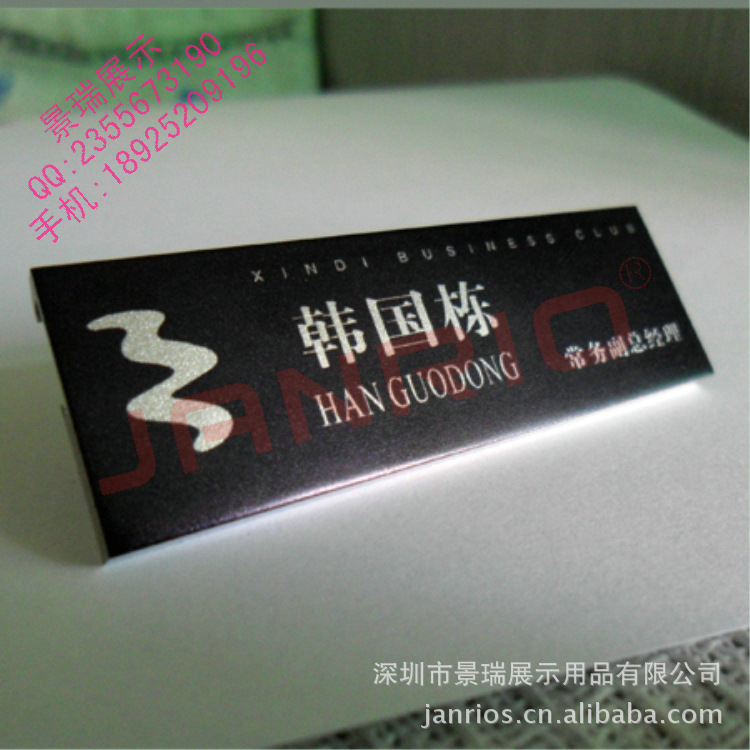 景瑞展示
QQ:2355673190
手机:18925209196
XINDI BUSINESS CLUB
韩国栋
HAN GUODONG
常务副总经理
JANRIO®
深圳市景瑞展示用品有限公司
janrios.cn.alibaba.com